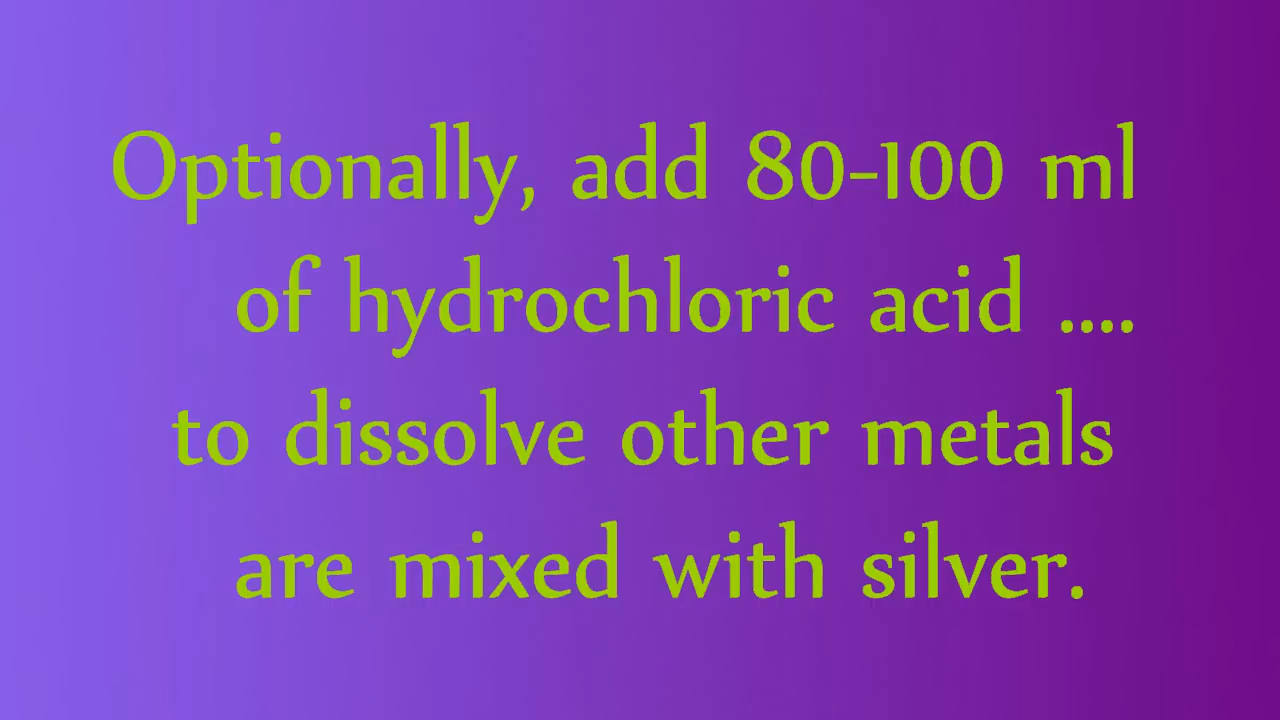 Optionally, add 80-100 ml
of hydrochloric acid ....
to dissolve other metals
are mixed with silver.